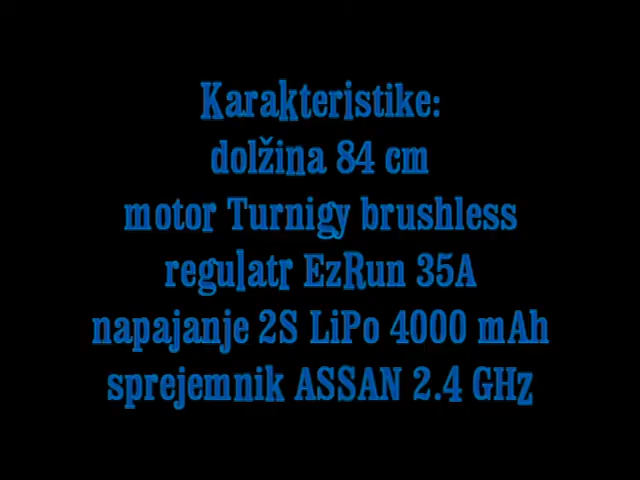 Karakteristike:
dolžina 84 cm
motor Turnigy brushless
regulatr EzRun 35A
napajanje 2S LiPo 4000 mAh
sprejemnik ASSAN 2.4 GHz